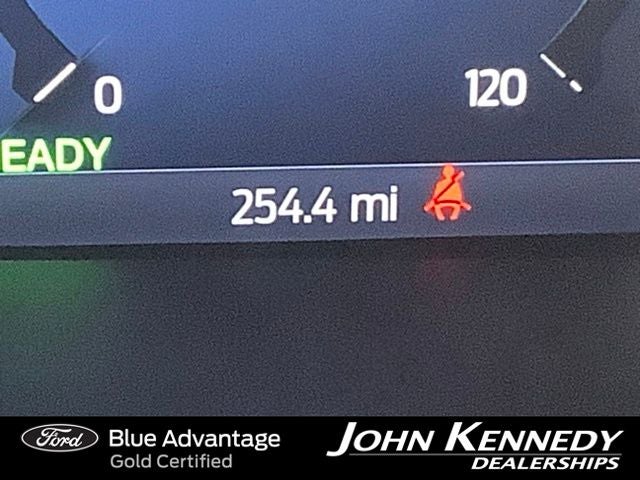 0
120
EADY
254.4 mi
Ford
Blue Advantage
Gold Certified
JOHN KENNEDY
DEALERSHIPS